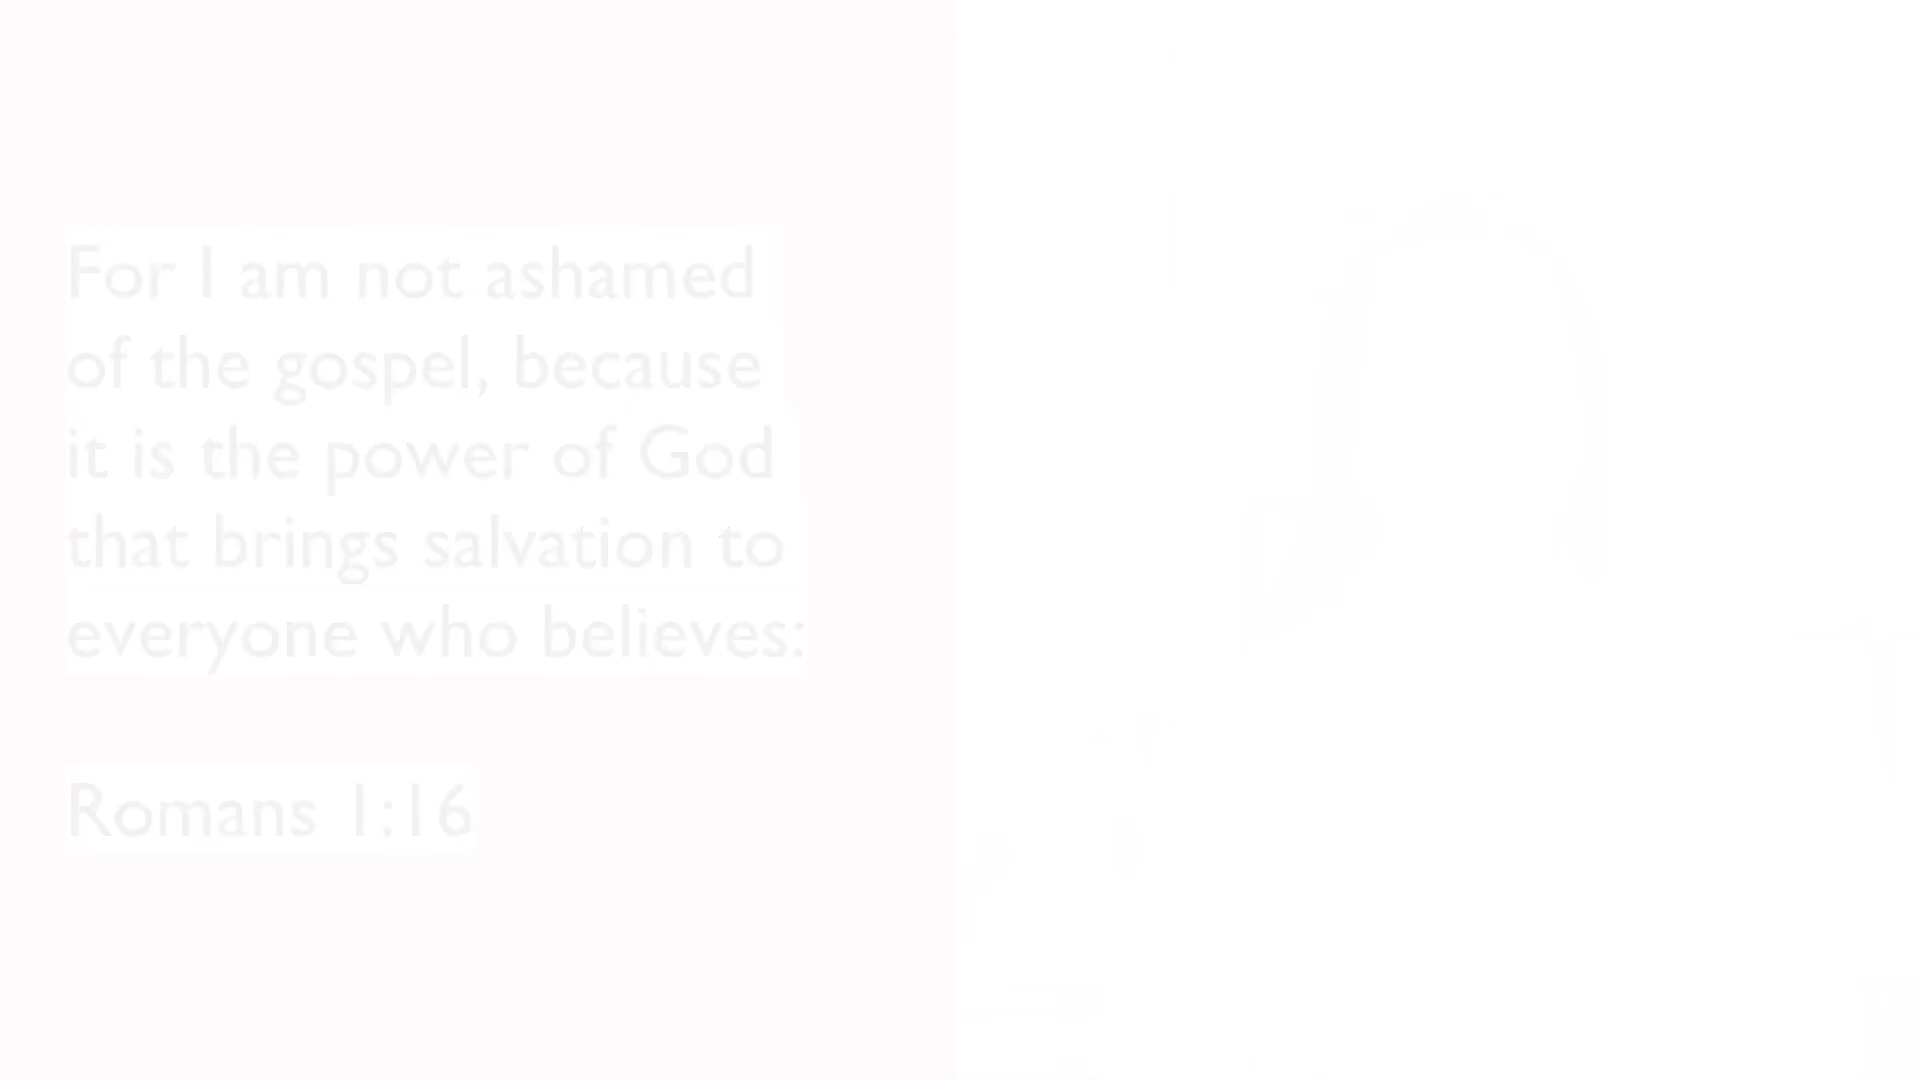 For I am not ashamed
of the gospel, because
it is the power of God
that brings salvation to
everyone who believes:
Romans 1:16